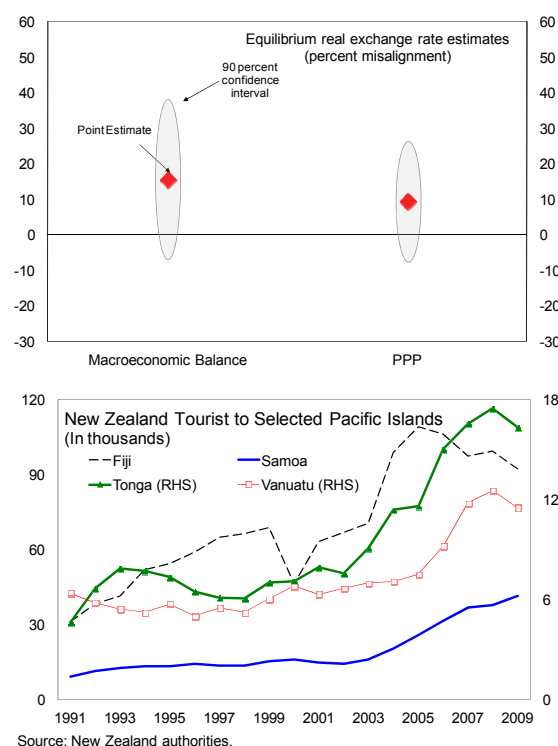 60
50
40
30
20
10
0
-10
-20
-30
60
50
40
30
20
10
0
-10
-20
-30
Equilibrium real exchange rate estimates
(percent misalignment)
90 percent
confidence
interval
Point Estimate
Macroeconomic Balance
PPP
120
90
60
30
0
18
12
6
0
New Zealand Tourist to Selected Pacific Islands
(In thousands)
Fiji
Samoa
Tonga (RHS)
Vanuatu (RHS)
1991 1993 1995 1997 1999 2001 2003 2005 2007 2009
Source: New Zealand authorities.